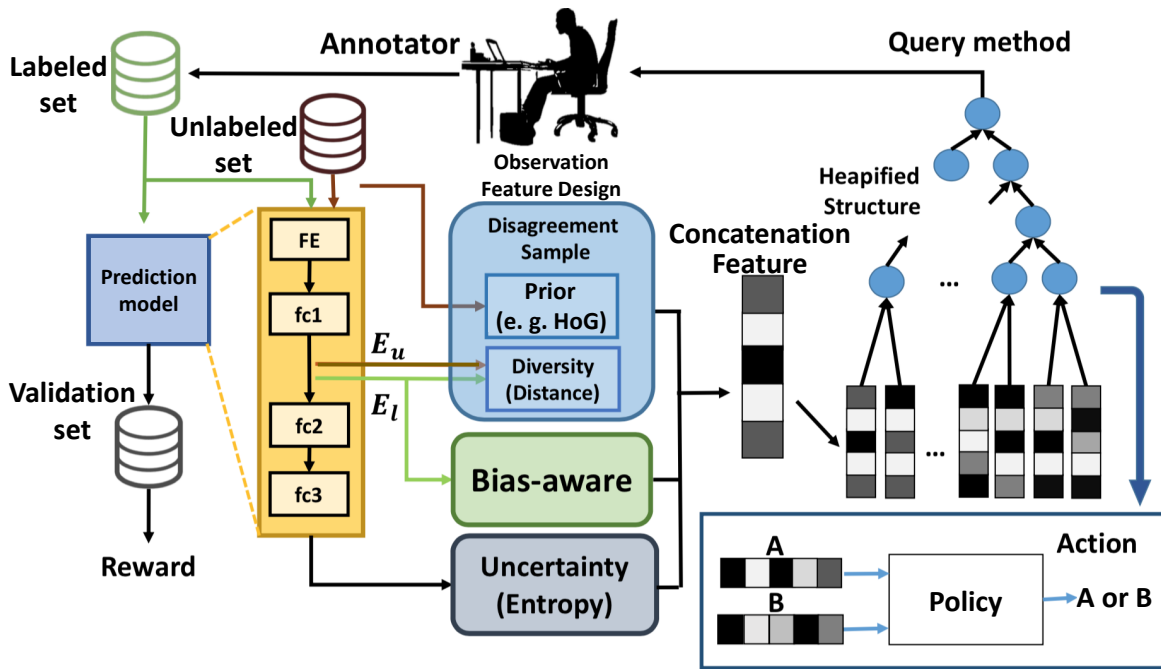 Annotator
Query method
Labeled
set
Unlabeled
set
Observation
Feature Design
Heapified
Structure
FE
Disagreement
Sample
Concatenation
Feature
Prediction
model
Prior
(e. g. HoG)
...
fc1
E_u
Diversity
(Distance)
Validation
set
E_l
fc2
...
Bias-aware
fc3
Reward
Uncertainty
(Entropy)
A
Action
B
Policy
A or B